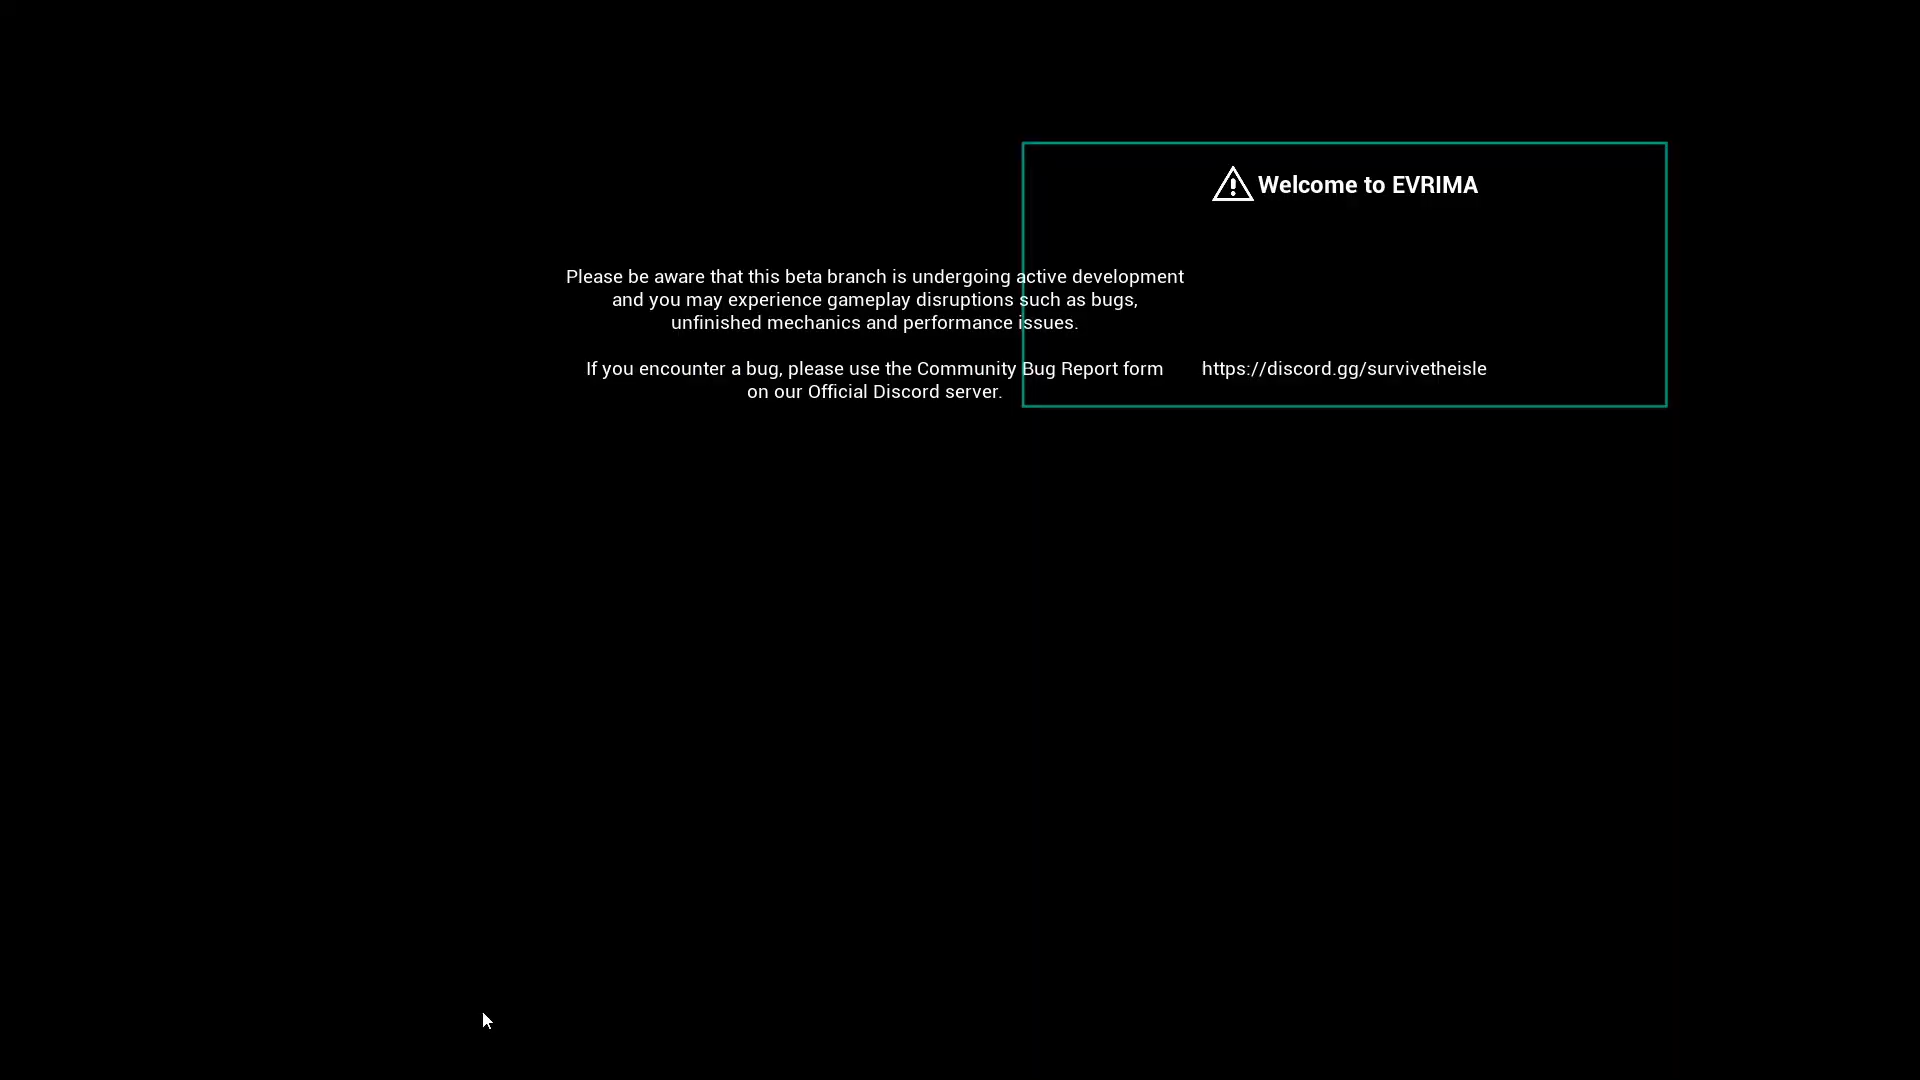 Welcome to EVRIMA
Please be aware that this beta branch is undergoing active development
and you may experience gameplay disruptions such as bugs,
unfinished mechanics and performance issues.
If you encounter a bug, please use the Community Bug Report form
on our Official Discord server.
https://discord.gg/survivetheisle